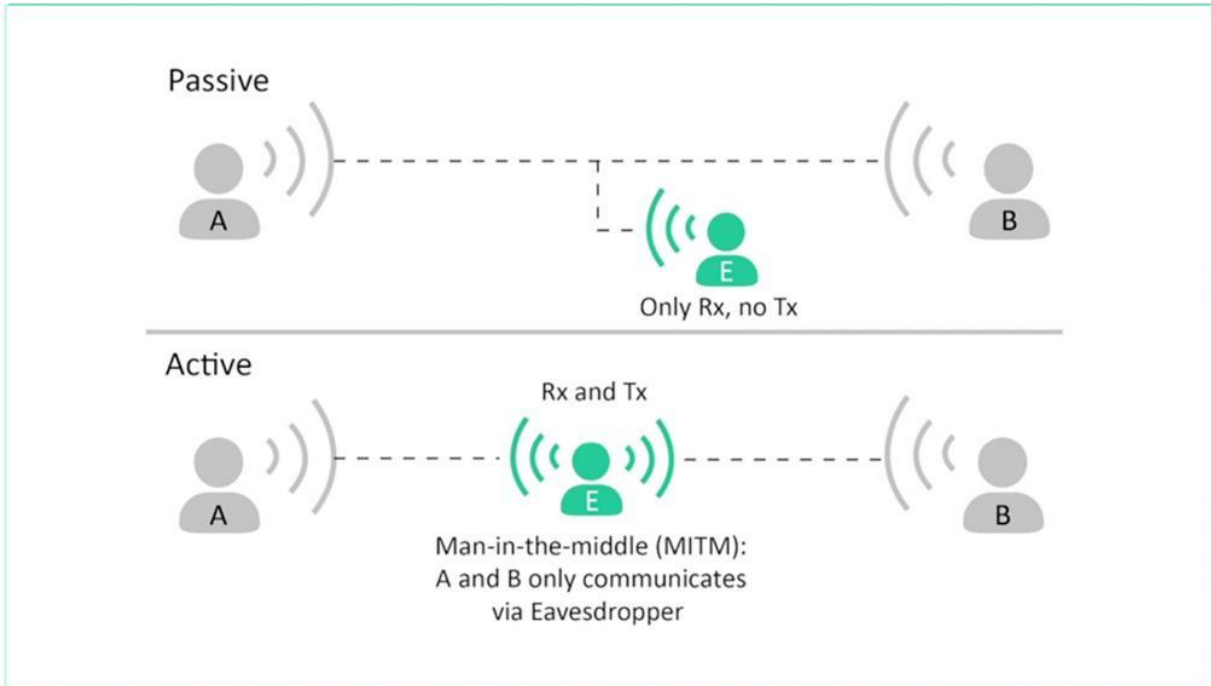 Passive
A
B
E
Only Rx, no Tx
Active
Rx and Tx
A
E
B
Man-in-the-middle (MITM):
A and B only communicates
via Eavesdropper